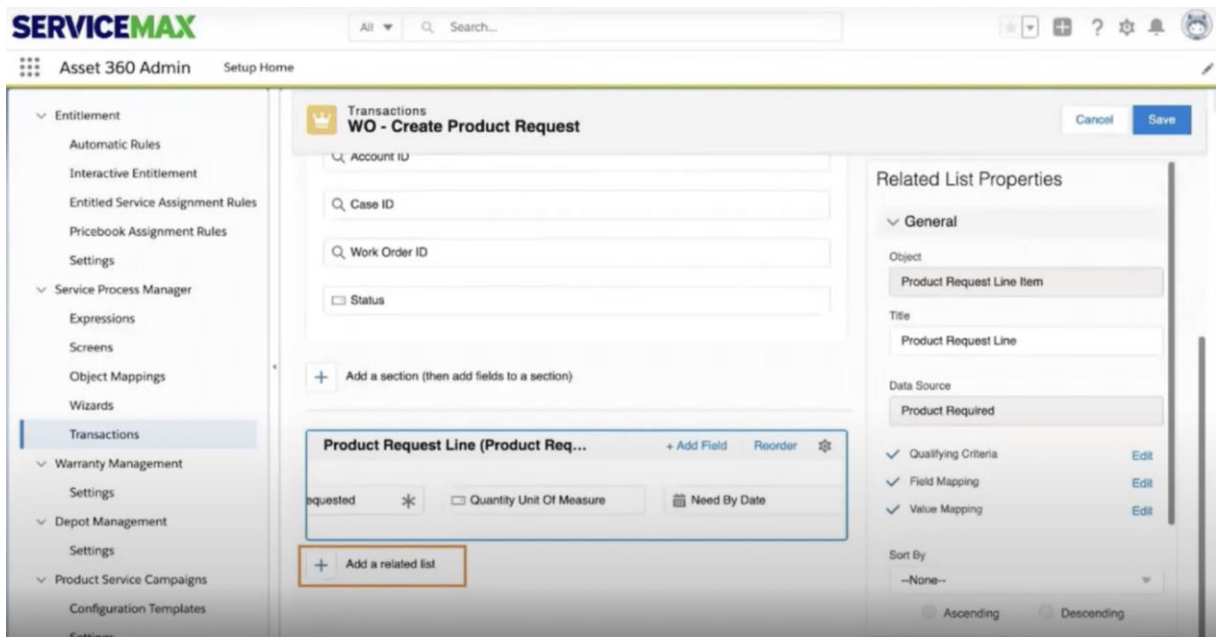 SERVICEMAX
All
Search...
Asset 360 Admin
Setup Home
Entitlement
Automatic Rules
Interactive Entitlement
Entitled Service Assignment Rules
Pricebook Assignment Rules
Settings
Service Process Manager
Expressions
Screens
Object Mappings
Wizards
Transactions
Warranty Management
Settings
Depot Management
Settings
Product Service Campaigns
Configuration Templates
Settings
Transactions
WO - Create Product Request
Cancel
Save
Account ID
Case ID
Work Order ID
Status
Add a section (then add fields to a section)
Product Request Line (Product Req...
+ Add Field
Reorder
equested
Quantity Unit Of Measure
Need By Date
Add a related list
Related List Properties
General
Object
Product Request Line Item
Title
Product Request Line
Data Source
Product Required
Qualifying Criteria Edit
Field Mapping Edit
Value Mapping Edit
Sort By
--None--
Ascending
Descending